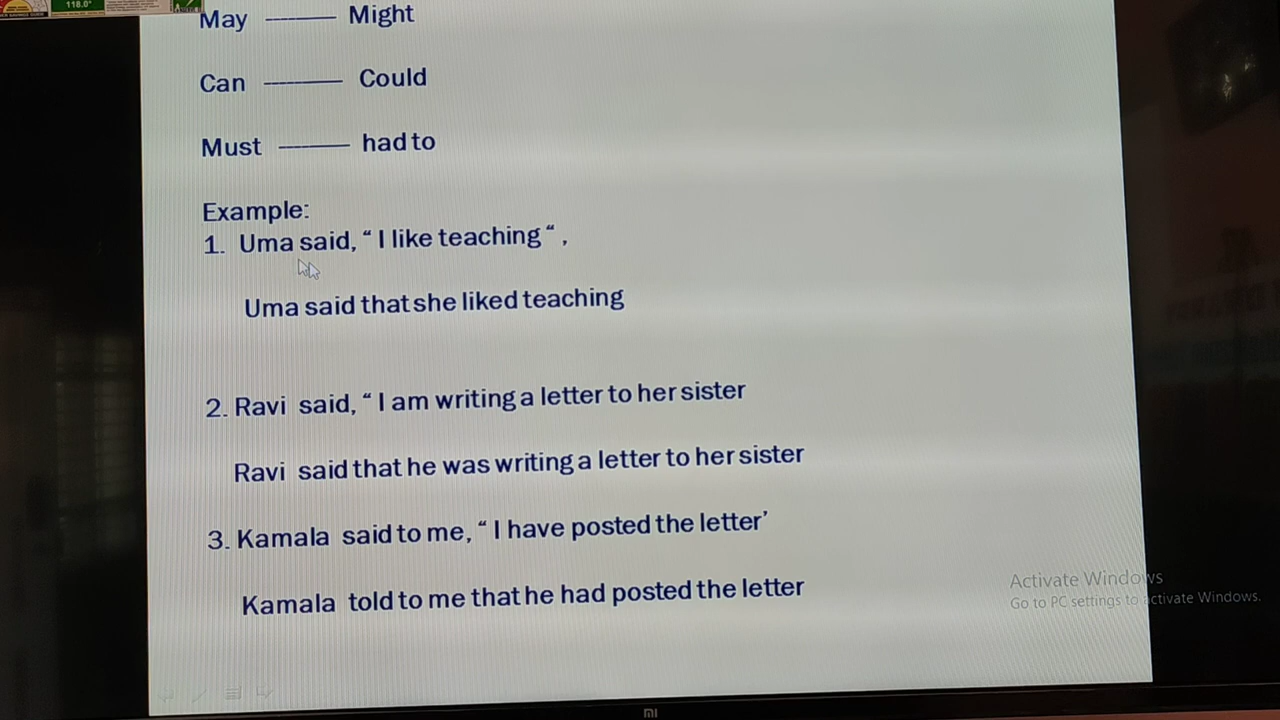 118.0°
May ———— Might
Can ———— Could
Must ———— had to
Example:
1. Uma said, “ I like teaching “ ,
Uma said that she liked teaching
2. Ravi said, “ I am writing a letter to her sister
Ravi said that he was writing a letter to her sister
3. Kamala said to me, “ I have posted the letter’
Kamala told to me that he had posted the letter
Activate Windows
Go to PC settings to activate Windows.
mi